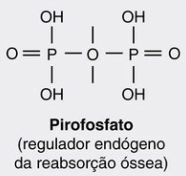 OH OH
O=P—O—P=O
OH OH
Pirofosfato
(regulador endógeno
da reabsorção óssea)